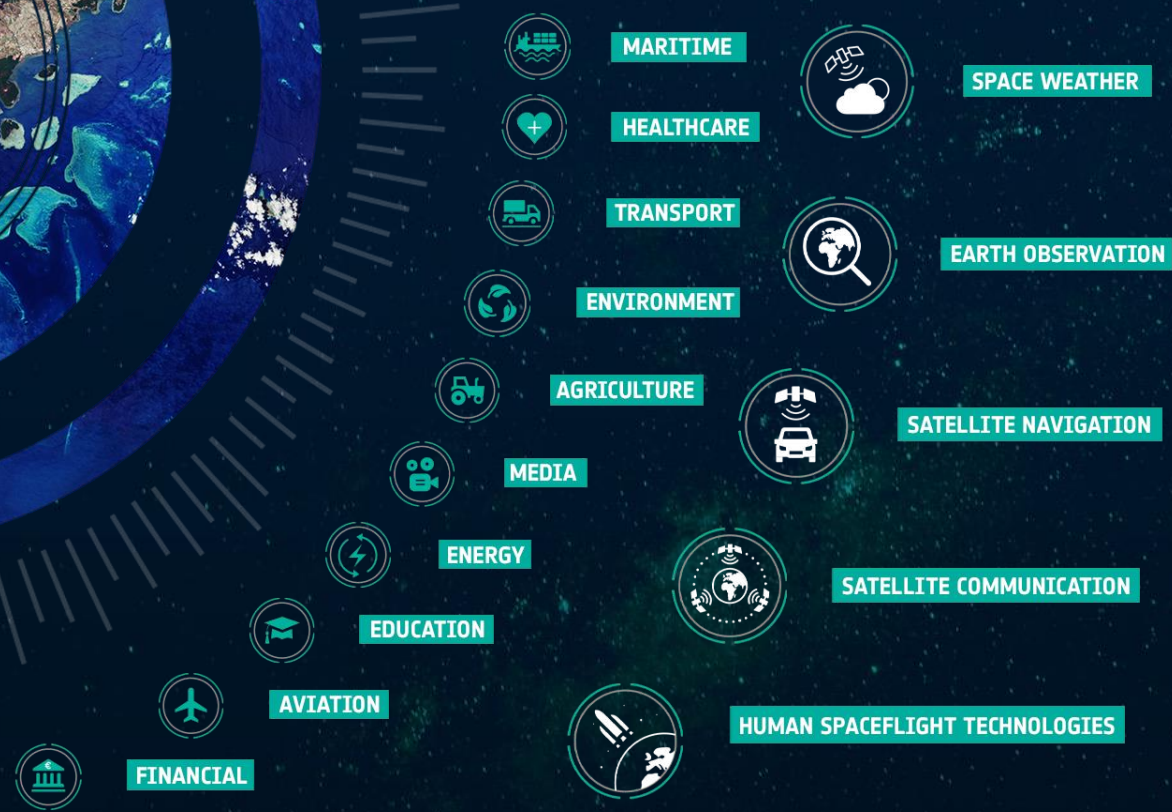 MARITIME
HEALTHCARE
TRANSPORT
ENVIRONMENT
AGRICULTURE
MEDIA
ENERGY
EDUCATION
AVIATION
€
FINANCIAL
SPACE WEATHER
EARTH OBSERVATION
SATELLITE NAVIGATION
SATELLITE COMMUNICATION
HUMAN SPACEFLIGHT TECHNOLOGIES